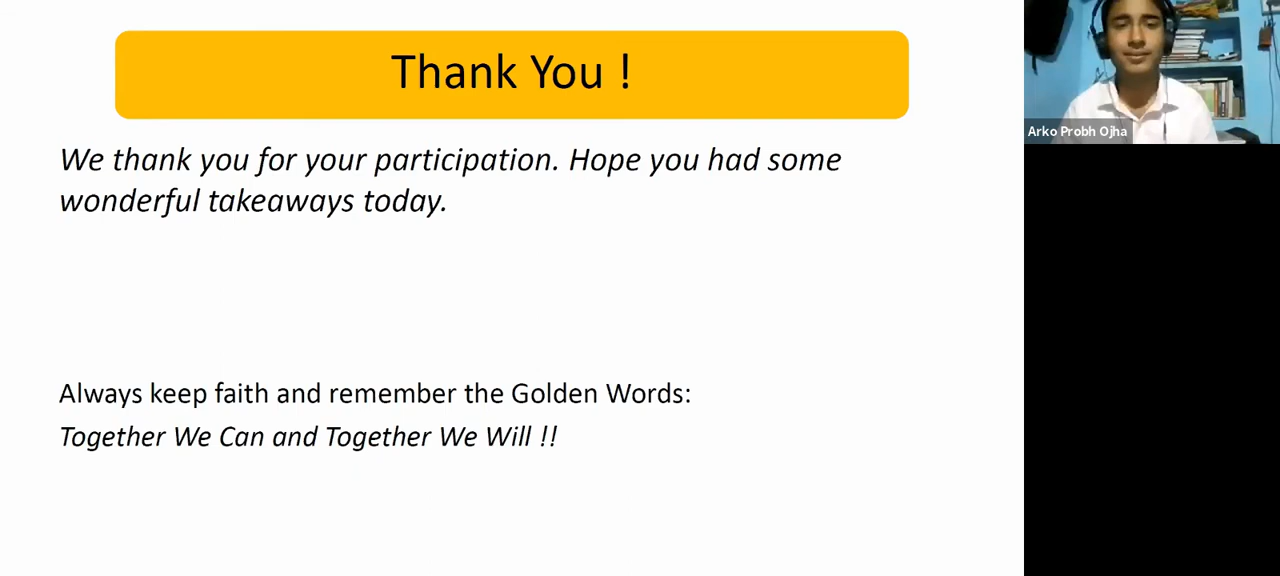 Thank You !
We thank you for your participation. Hope you had some
wonderful takeaways today.
Always keep faith and remember the Golden Words:
Together We Can and Together We Will !!
Arko Probh Ojha